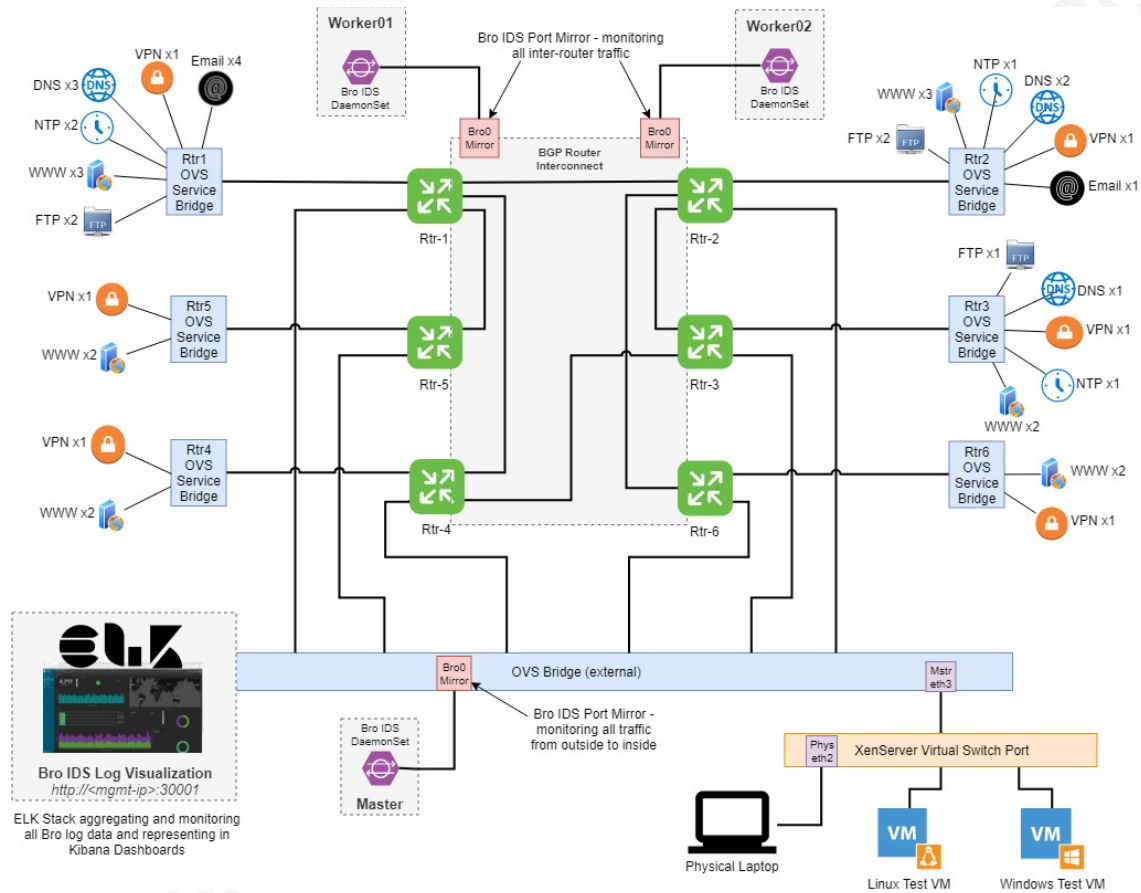 Worker01
Bro IDS
DaemonSet
Bro IDS Port Mirror - monitoring
all inter-router traffic
Worker02
Bro IDS
DaemonSet
VPN x1
Email x4
DNS x3
DNS
NTP x2
WWW x3
FTP x2
FTP
Rtr1
OVS
Service
Bridge
Bro0
Mirror
Bro0
Mirror
BGP Router
Interconnect
NTP x1
DNS x2
WWW x3
DNS
FTP x2
FTP
VPN x1
Email x1
Rtr2
OVS
Service
Bridge
Rtr-1
Rtr-2
VPN x1
WWW x2
Rtr5
OVS
Service
Bridge
Rtr-5
Rtr-3
FTP x1
FTP
DNS
DNS x1
VPN x1
NTP x1
WWW x2
Rtr3
OVS
Service
Bridge
VPN x1
WWW x2
Rtr4
OVS
Service
Bridge
Rtr-4
Rtr-6
Rtr6
OVS
Service
Bridge
WWW x2
VPN x1
ELK
Bro IDS Log Visualization
http://<mgmt-ip>:30001
ELK Stack aggregating and monitoring
all Bro log data and representing in
Kibana Dashboards
Bro0
Mirror
OVS Bridge (external)
Mstr
eth3
Bro IDS
DaemonSet
Master
Bro IDS Port Mirror -
monitoring all traffic
from outside to inside
Phys
eth2
XenServer Virtual Switch Port
Physical Laptop
VM
Linux Test VM
VM
Windows Test VM